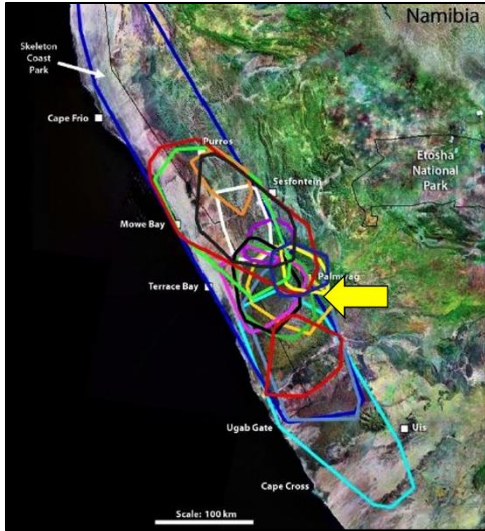 Namibia
Skeleton
Coast
Park
Cape Frio
Purros
Etosha
National
Park
Sesfontein
Mowe Bay
Palmwag
Terrace Bay
Ugab Gate
Uis
Cape Cross
Scale: 100 km